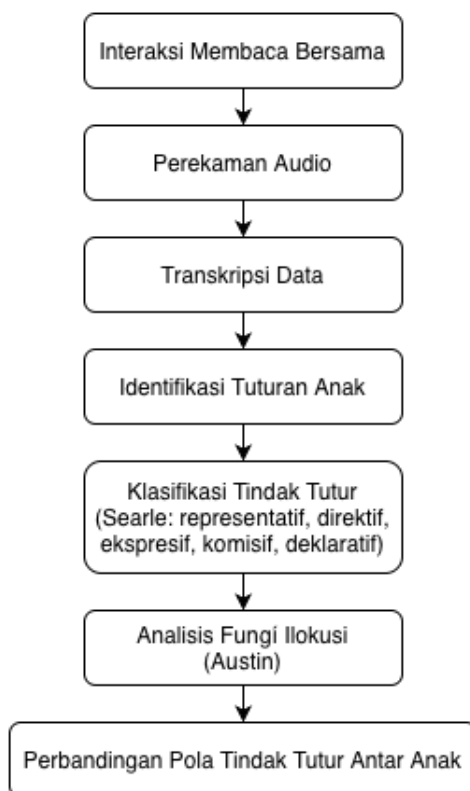 Interaksi Membaca Bersama
Perekaman Audio
Transkripsi Data
Identifikasi Tuturan Anak
Klasifikasi Tindak Tutur
(Searle: representatif, direktif,
ekspresif, komisif, deklaratif)
Analisis Fungi Ilokusi
(Austin)
Perbandingan Pola Tindak Tutur Antar Anak